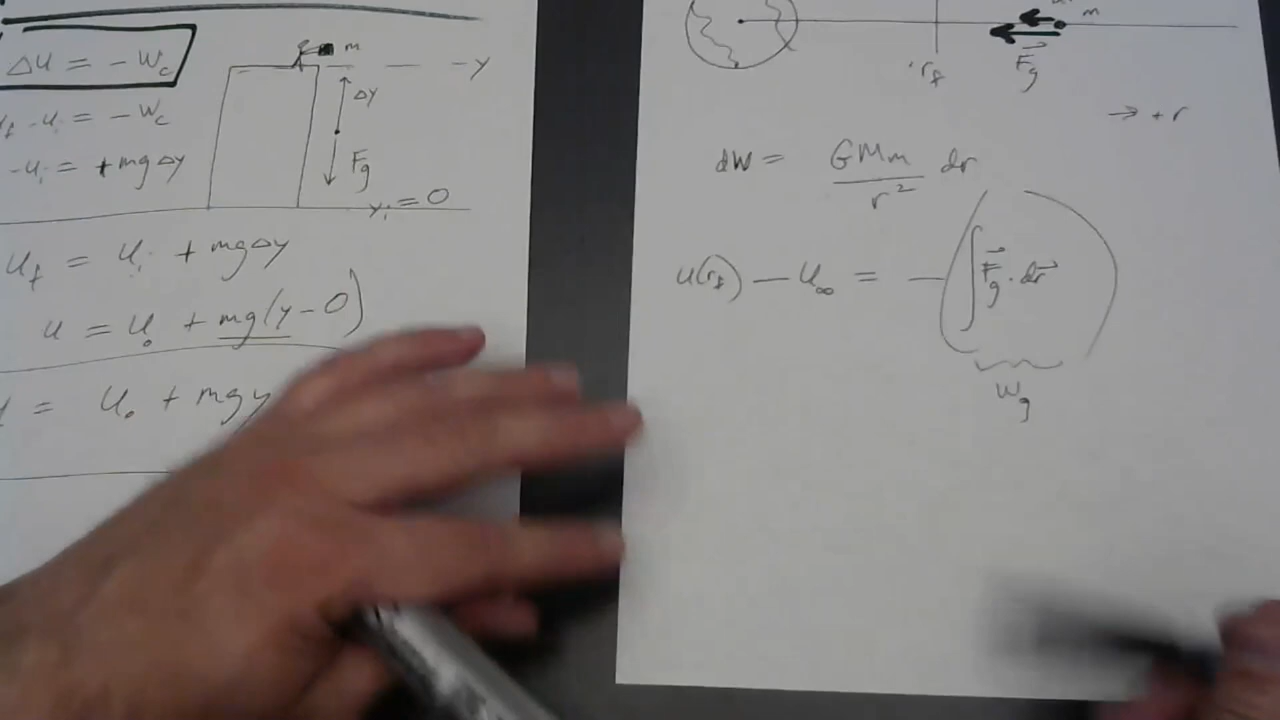 ΔU = -W_c
-U_i = -W_c
-U_i = +mgΔy
m
-y
Δy
F_g
y_i = 0
U_f = U_i + mgΔy
U = U_0 + mg(y-0)
= U_0 + mgy
m
r_f
F_g
→ +r
dW = GMm/r² dr
U(r_f) - U_∞ = -(∫F_g·dr)
W_g